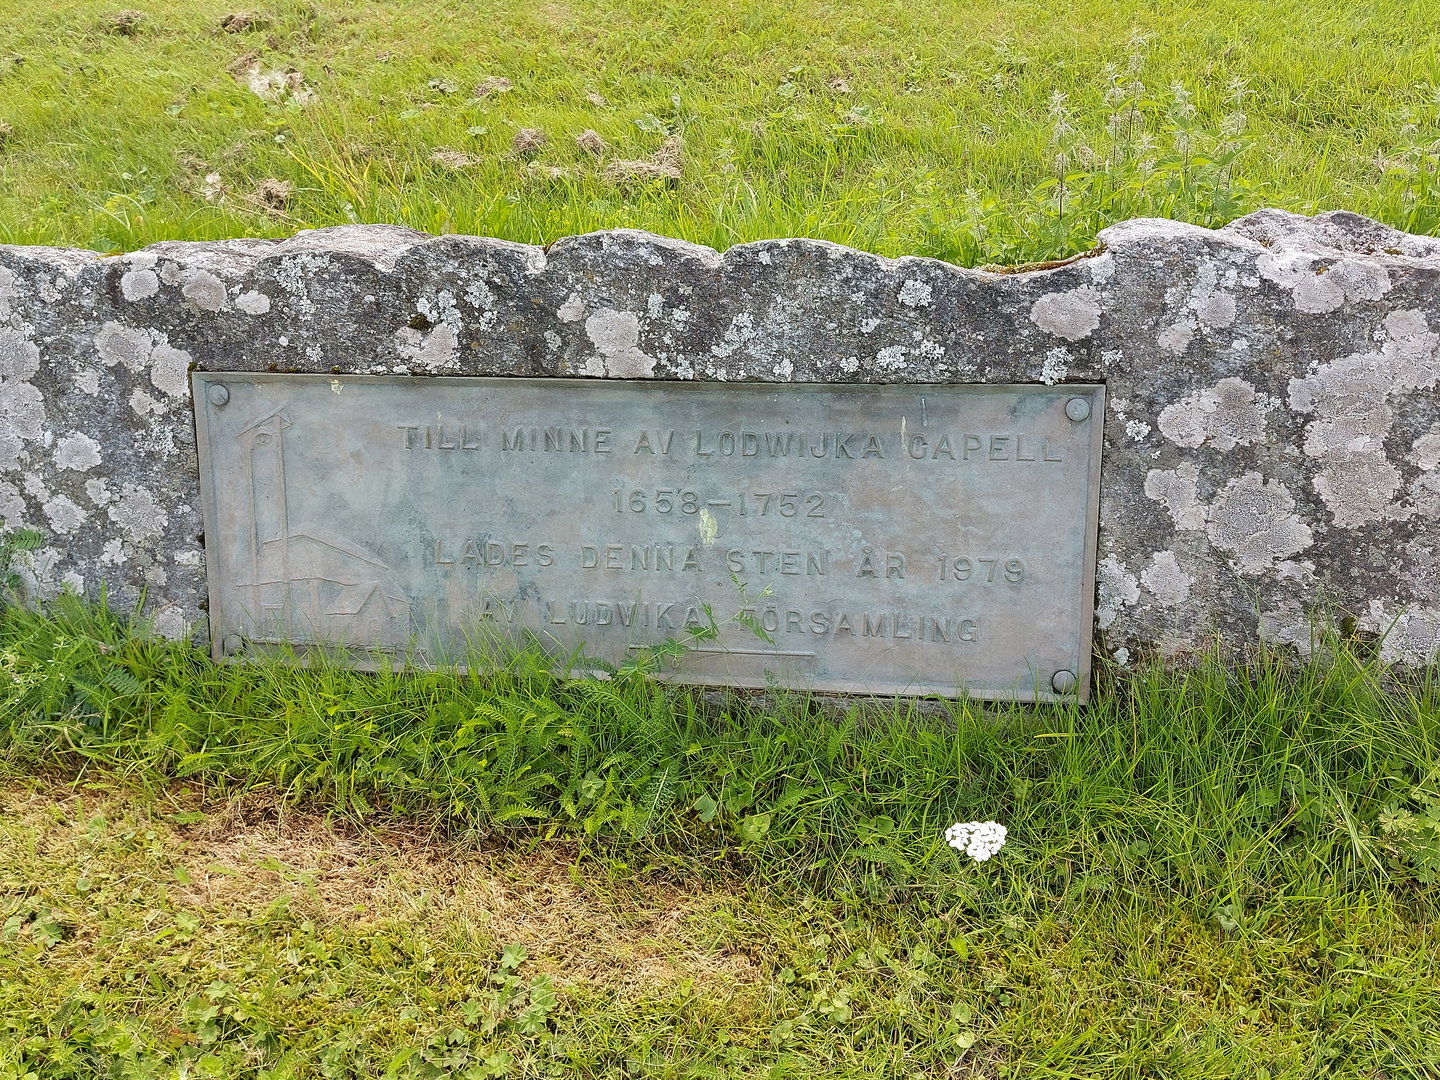 TILL MINNE AV LODWIJKA CAPELL
1658–1752
LADES DENNA STEN ÅR 1979
AV LUDVIKA FÖRSAMLING